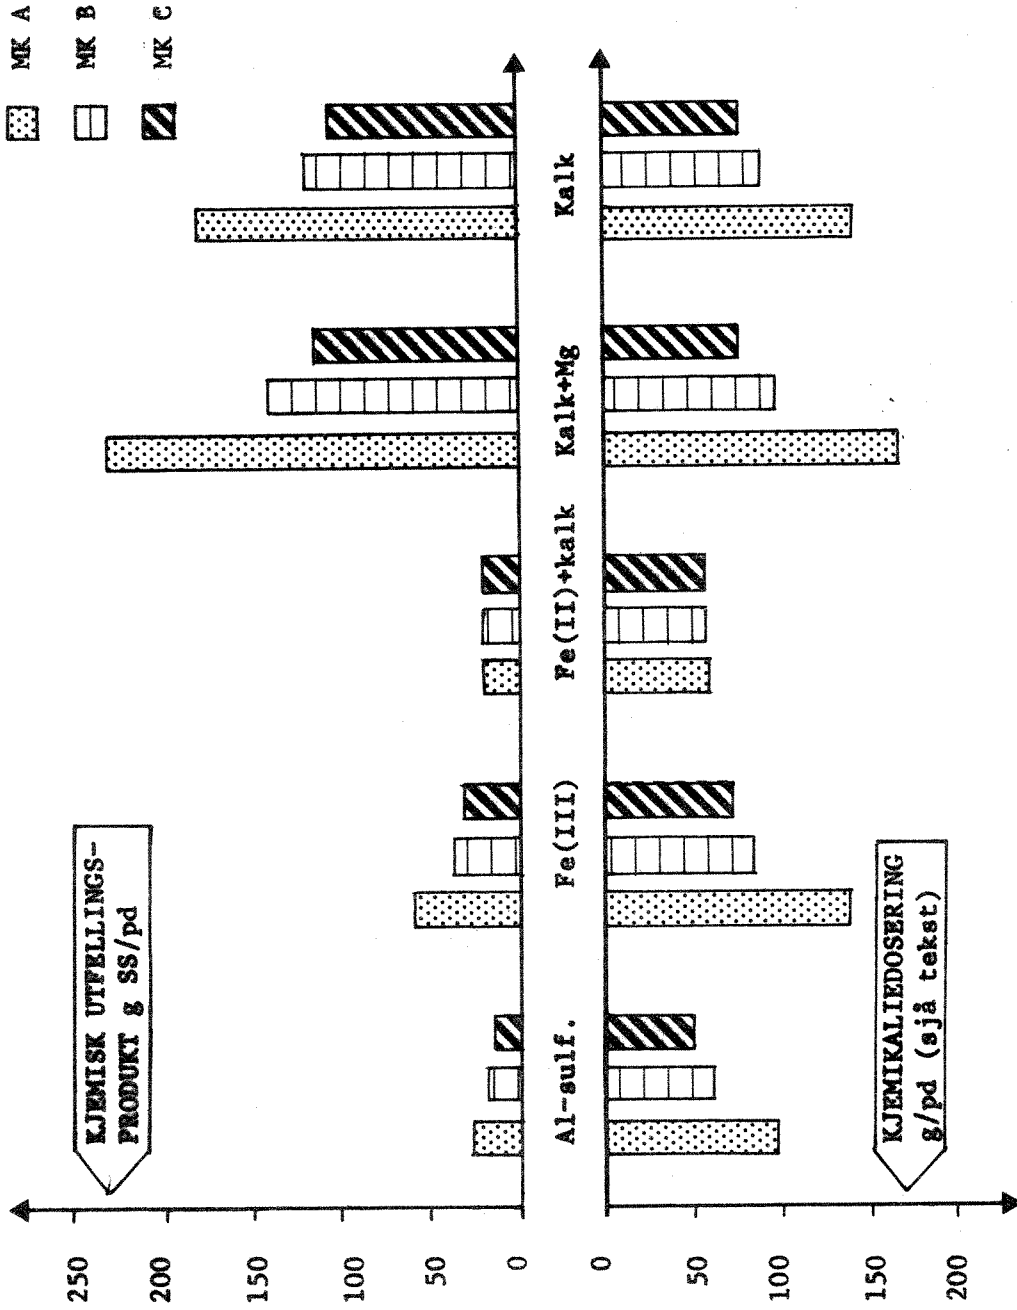 MK A
MK B
MK C
KJEMISK UTFELLINGS-
PRODUKT g SS/pd
250
200
150
100
50
0
Al-sulf.
Fe(III)
Fe(II)+kalk
Kalk+Mg
Kalk
0
50
100
150
200
KJEMIKALIEDOSERING
g/pd (sjå tekst)